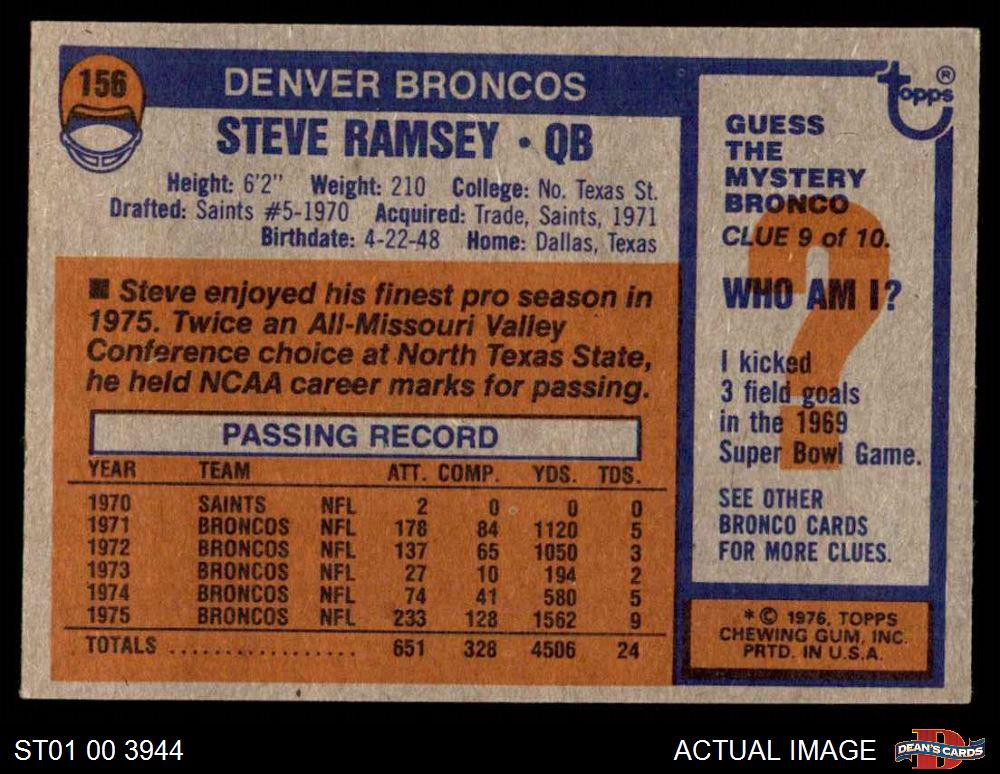 156
DENVER BRONCOS
STEVE RAMSEY • QB
Height: 6'2" Weight: 210 College: No. Texas St.
Drafted: Saints #5-1970 Acquired: Trade, Saints, 1971
Birthdate: 4-22-48 Home: Dallas, Texas
■ Steve enjoyed his finest pro season in
1975. Twice an All-Missouri Valley
Conference choice at North Texas State,
he held NCAA career marks for passing.
PASSING RECORD
YEAR TEAM ATT. COMP. YDS. TDS.
1970 SAINTS NFL 2 0 0 0
1971 BRONCOS NFL 178 84 1120 5
1972 BRONCOS NFL 137 65 1050 3
1973 BRONCOS NFL 27 10 194 2
1974 BRONCOS NFL 74 41 580 5
1975 BRONCOS NFL 233 128 1562 9
TOTALS ................. 651 328 4506 24
topps ®
GUESS
THE
MYSTERY
BRONCO
CLUE 9 of 10.
WHO AM I?
I kicked
3 field goals
in the 1969
Super Bowl Game.
SEE OTHER
BRONCO CARDS
FOR MORE CLUES.
* © 1976, TOPPS
CHEWING GUM, INC.
PRTD. IN U.S.A.
ST01 00 3944
ACTUAL IMAGE
D
DEAN'S CARDS